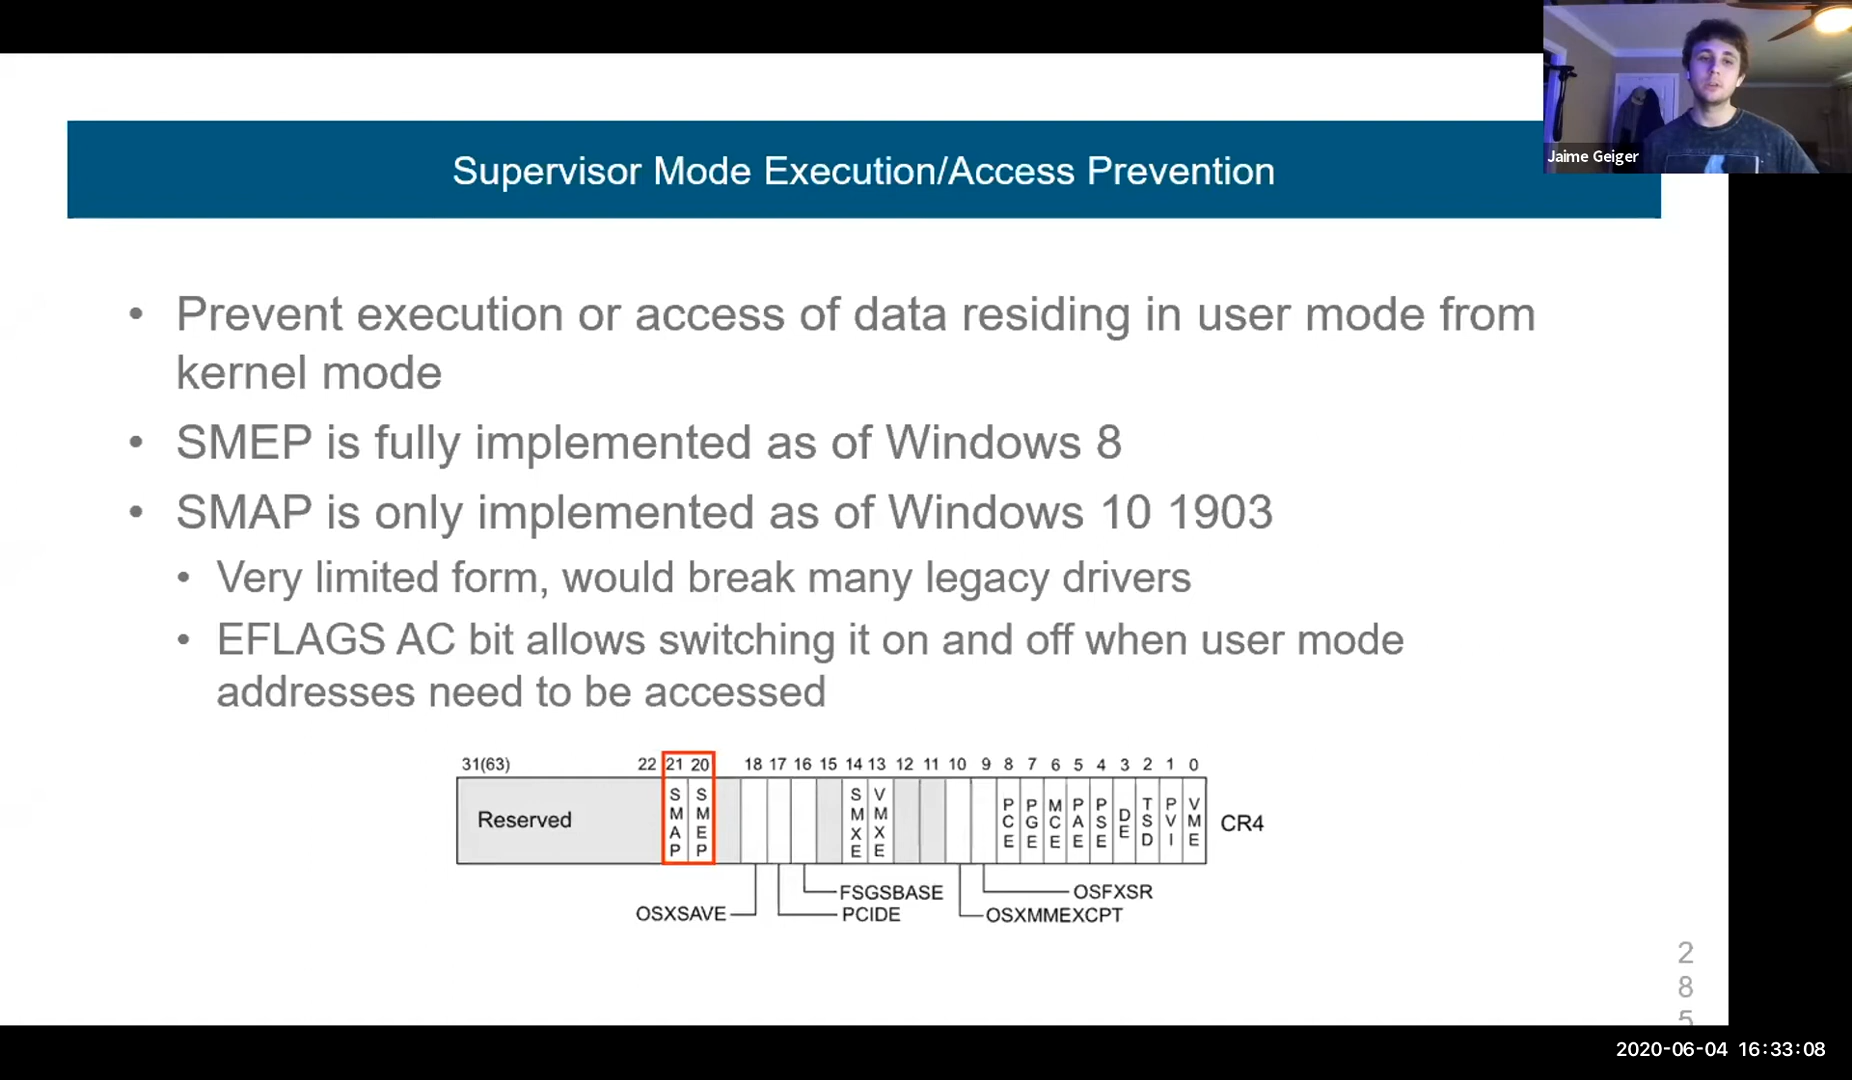 Jaime Geiger
Supervisor Mode Execution/Access Prevention
• Prevent execution or access of data residing in user mode from
kernel mode
• SMEP is fully implemented as of Windows 8
• SMAP is only implemented as of Windows 10 1903
• Very limited form, would break many legacy drivers
• EFLAGS AC bit allows switching it on and off when user mode
addresses need to be accessed
31(63) 22 21 20 18 17 16 15 14 13 12 11 10 9 8 7 6 5 4 3 2 1 0
Reserved SMAP SMEP SMXE VMXE PCE PGE MCE PAE PSE DE TSD PVI VME CR4
FSGSBASE OSFXSR
OSXSAVE PCIDE OSXMMEXCPT
2
8
5
2020-06-04 16:33:08